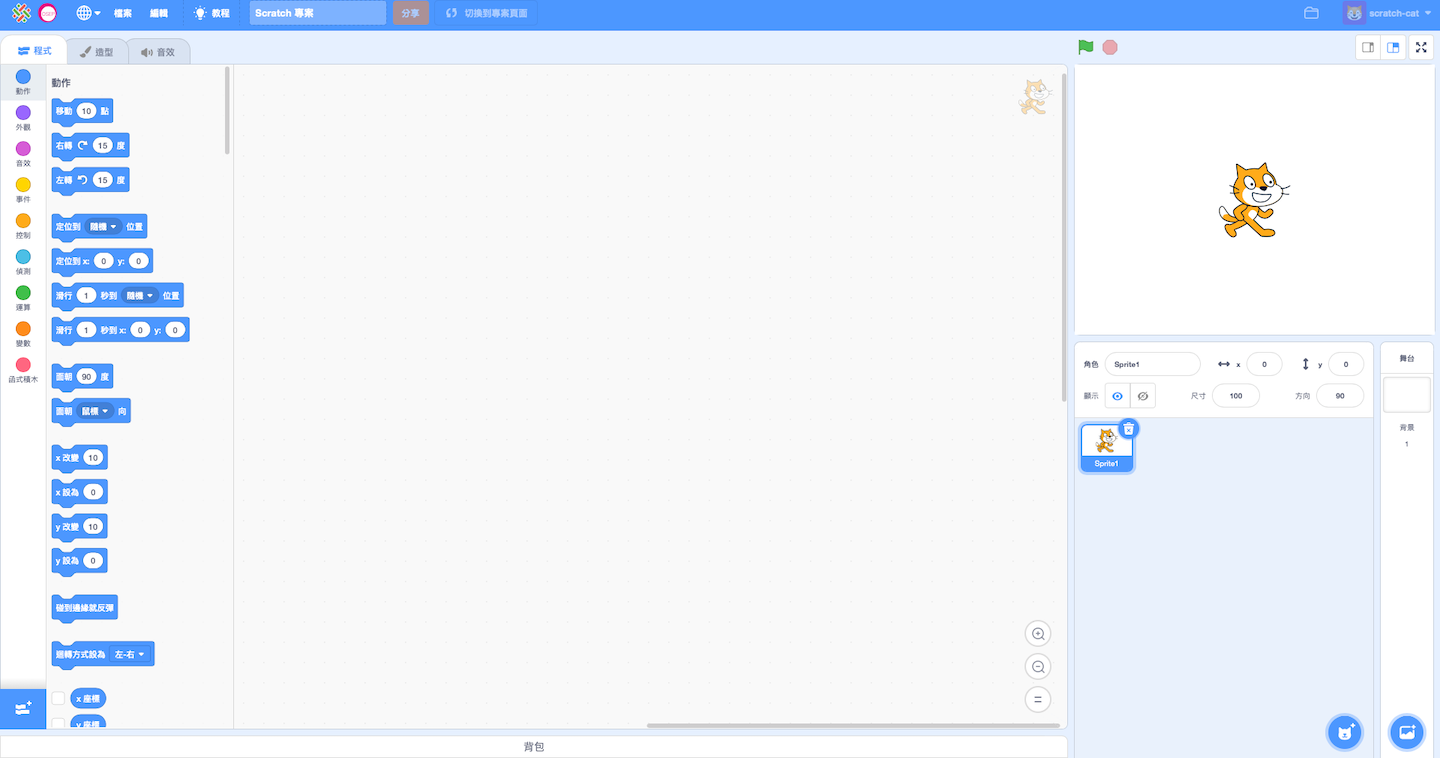 檔案 編輯 教程 Scratch 專案 分享 切換到專案頁面 scratch-cat
程式 造型 音效
動作
外觀
音效
事件
控制
偵測
運算
變數
函式積木
動作
移動 10 點
右轉 15 度
左轉 15 度
定位到 隨機 位置
定位到 x: 0 y: 0
滑行 1 秒到 隨機 位置
滑行 1 秒到 x: 0 y: 0
面朝 90 度
面朝 鼠標 向
x 改變 10
x 設為 0
y 改變 10
y 設為 0
碰到邊緣就反彈
迴轉方式設為 左-右
x 座標
y 座標
背包
角色 Sprite1 x 0 y 0
顯示 尺寸 100 方向 90
Sprite1
舞台
背景
1